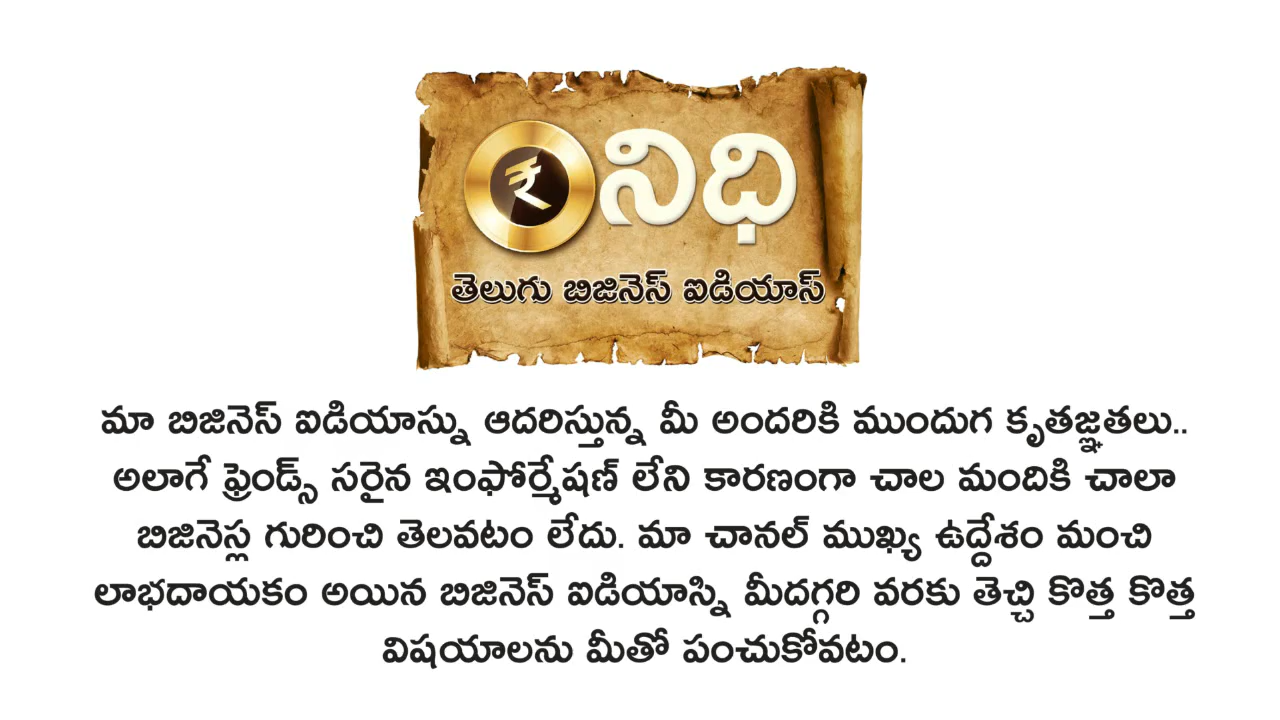 ₹ నిధి
తెలుగు బిజినెస్ ఐడియాస్
మా బిజినెస్ ఐడియాస్ను ఆదరిస్తున్న మీ అందరికి ముందుగ కృతజ్ఞతలు..
అలాగే ఫ్రెండ్స్ సరైన ఇంఫోర్మేషణ్ లేని కారణంగా చాల మందికి చాలా
బిజినెస్ల గురించి తెలవటం లేదు. మా చానల్ ముఖ్య ఉద్దేశం మంచి
లాభదాయకం అయిన బిజినెస్ ఐడియాస్ని మీదగ్గరి వరకు తెచ్చి కొత్త కొత్త
విషయాలను మీతో పంచుకోవటం.